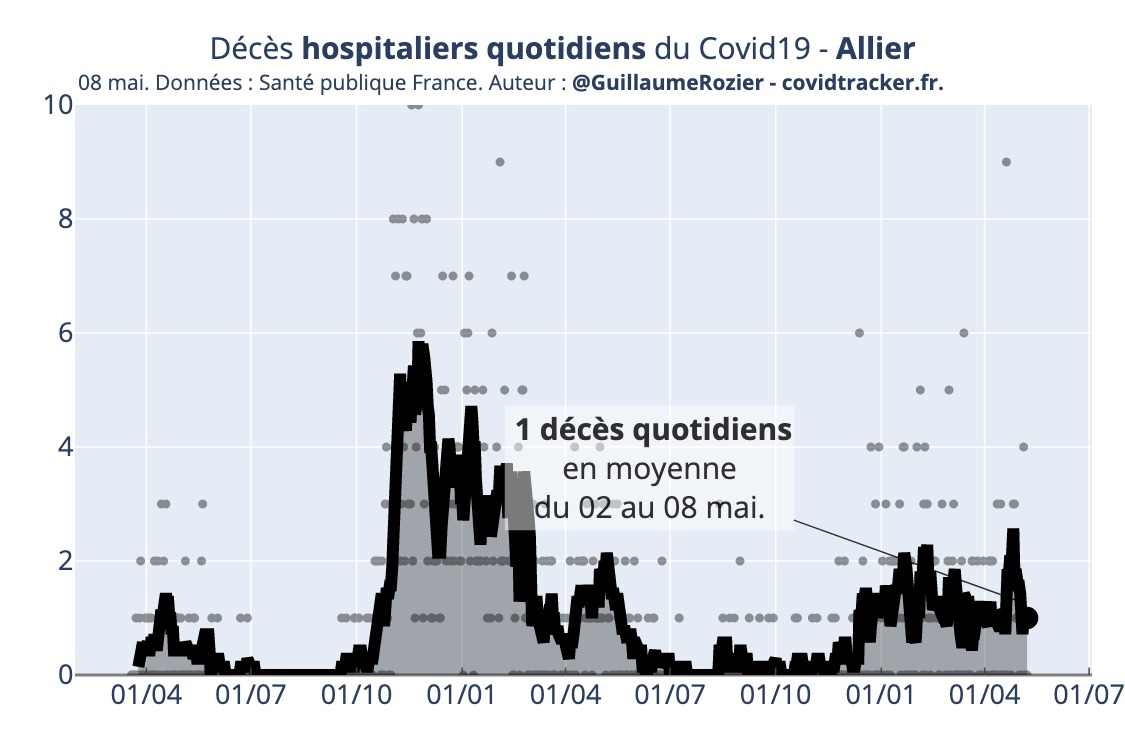 Décès hospitaliers quotidiens du Covid19 - Allier
08 mai. Données : Santé publique France. Auteur : @GuillaumeRozier - covidtracker.fr.
10
8
6
4
2
0
1 décès quotidiens
en moyenne
du 02 au 08 mai.
01/04 01/07 01/10 01/01 01/04 01/07 01/10 01/01 01/04 01/07